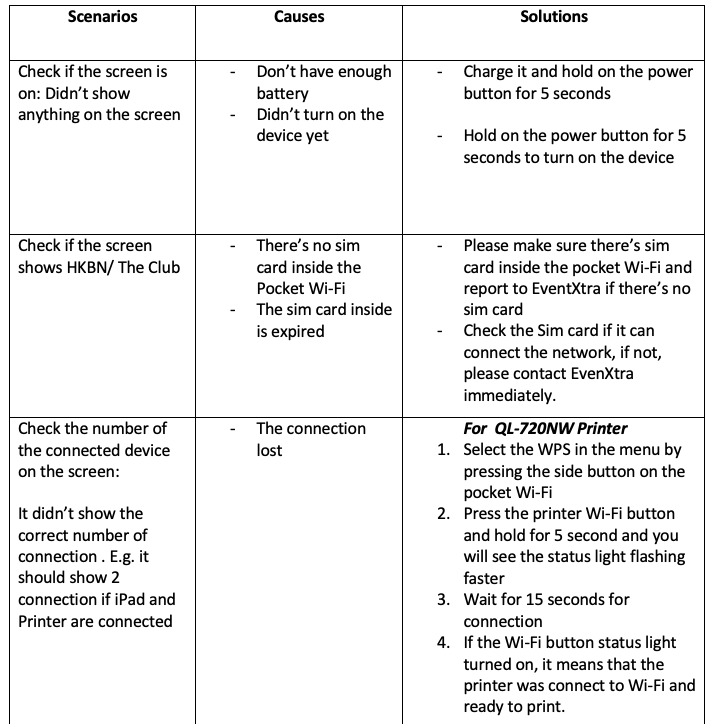 Scenarios
Causes
Solutions
Check if the screen is
on: Didn't show
anything on the screen
- Don't have enough
battery
- Didn't turn on the
device yet
- Charge it and hold on the power
button for 5 seconds
- Hold on the power button for 5
seconds to turn on the device
Check if the screen
shows HKBN/ The Club
- There's no sim
card inside the
Pocket Wi-Fi
- The sim card inside
is expired
- Please make sure there's sim
card inside the pocket Wi-Fi and
report to EventXtra if there's no
sim card
- Check the Sim card if it can
connect the network, if not,
please contact EvenXtra
immediately.
Check the number of
the connected device
on the screen:
It didn't show the
correct number of
connection . E.g. it
should show 2
connection if iPad and
Printer are connected
- The connection
lost
For QL-720NW Printer
1. Select the WPS in the menu by
pressing the side button on the
pocket Wi-Fi
2. Press the printer Wi-Fi button
and hold for 5 second and you
will see the status light flashing
faster
3. Wait for 15 seconds for
connection
4. If the Wi-Fi button status light
turned on, it means that the
printer was connect to Wi-Fi and
ready to print.